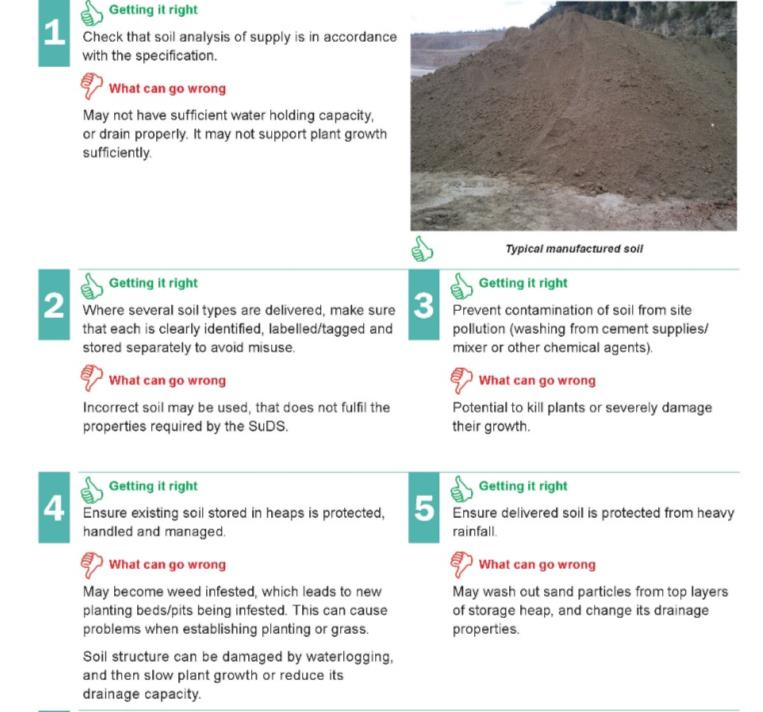 1
Getting it right
Check that soil analysis of supply is in accordance
with the specification.
What can go wrong
May not have sufficient water holding capacity,
or drain properly. It may not support plant growth
sufficiently.
Typical manufactured soil
2
Getting it right
Where several soil types are delivered, make sure
that each is clearly identified, labelled/tagged and
stored separately to avoid misuse.
What can go wrong
Incorrect soil may be used, that does not fulfil the
properties required by the SuDS.
3
Getting it right
Prevent contamination of soil from site
pollution (washing from cement supplies/
mixer or other chemical agents).
What can go wrong
Potential to kill plants or severely damage
their growth.
4
Getting it right
Ensure existing soil stored in heaps is protected,
handled and managed.
What can go wrong
May become weed infested, which leads to new
planting beds/pits being infested. This can cause
problems when establishing planting or grass.
Soil structure can be damaged by waterlogging,
and then slow plant growth or reduce its
drainage capacity.
5
Getting it right
Ensure delivered soil is protected from heavy
rainfall.
What can go wrong
May wash out sand particles from top layers
of storage heap, and change its drainage
properties.